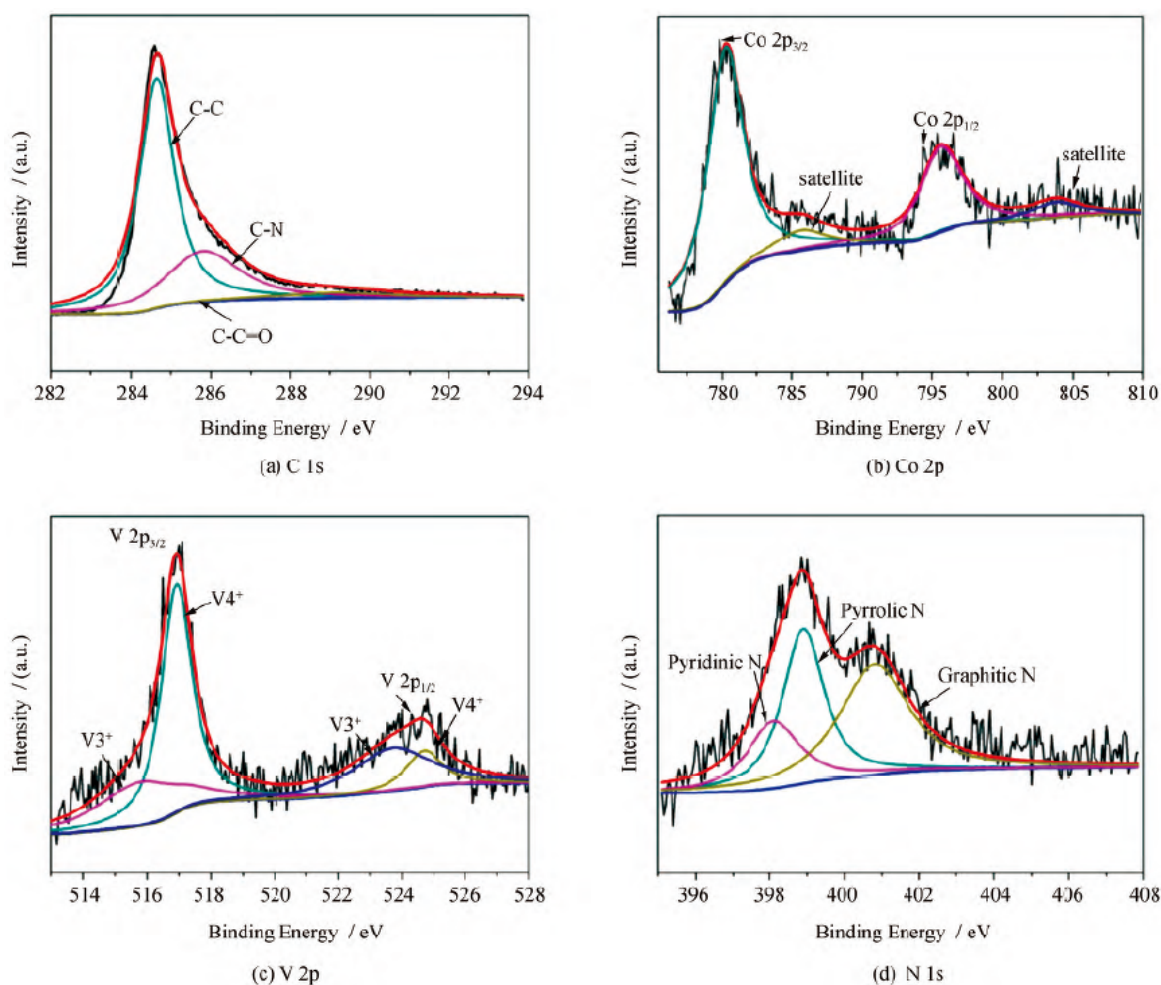 C-C
C-N
C-C=O
Intensity / (a.u.)
282 284 286 288 290 292 294
Binding Energy / eV
(a) C 1s
Co 2p3/2
Co 2p1/2
satellite
satellite
Intensity / (a.u.)
780 785 790 795 800 805 810
Binding Energy / eV
(b) Co 2p
V 2p3/2
V4+
V 2p1/2
V3+
V4+
V3+
Intensity / (a.u.)
514 516 518 520 522 524 526 528
Binding Energy / eV
(c) V 2p
Pyrrolic N
Pyridinic N
Graphitic N
Intensity / (a.u.)
396 398 400 402 404 406 408
Binding Energy / eV
(d) N 1s